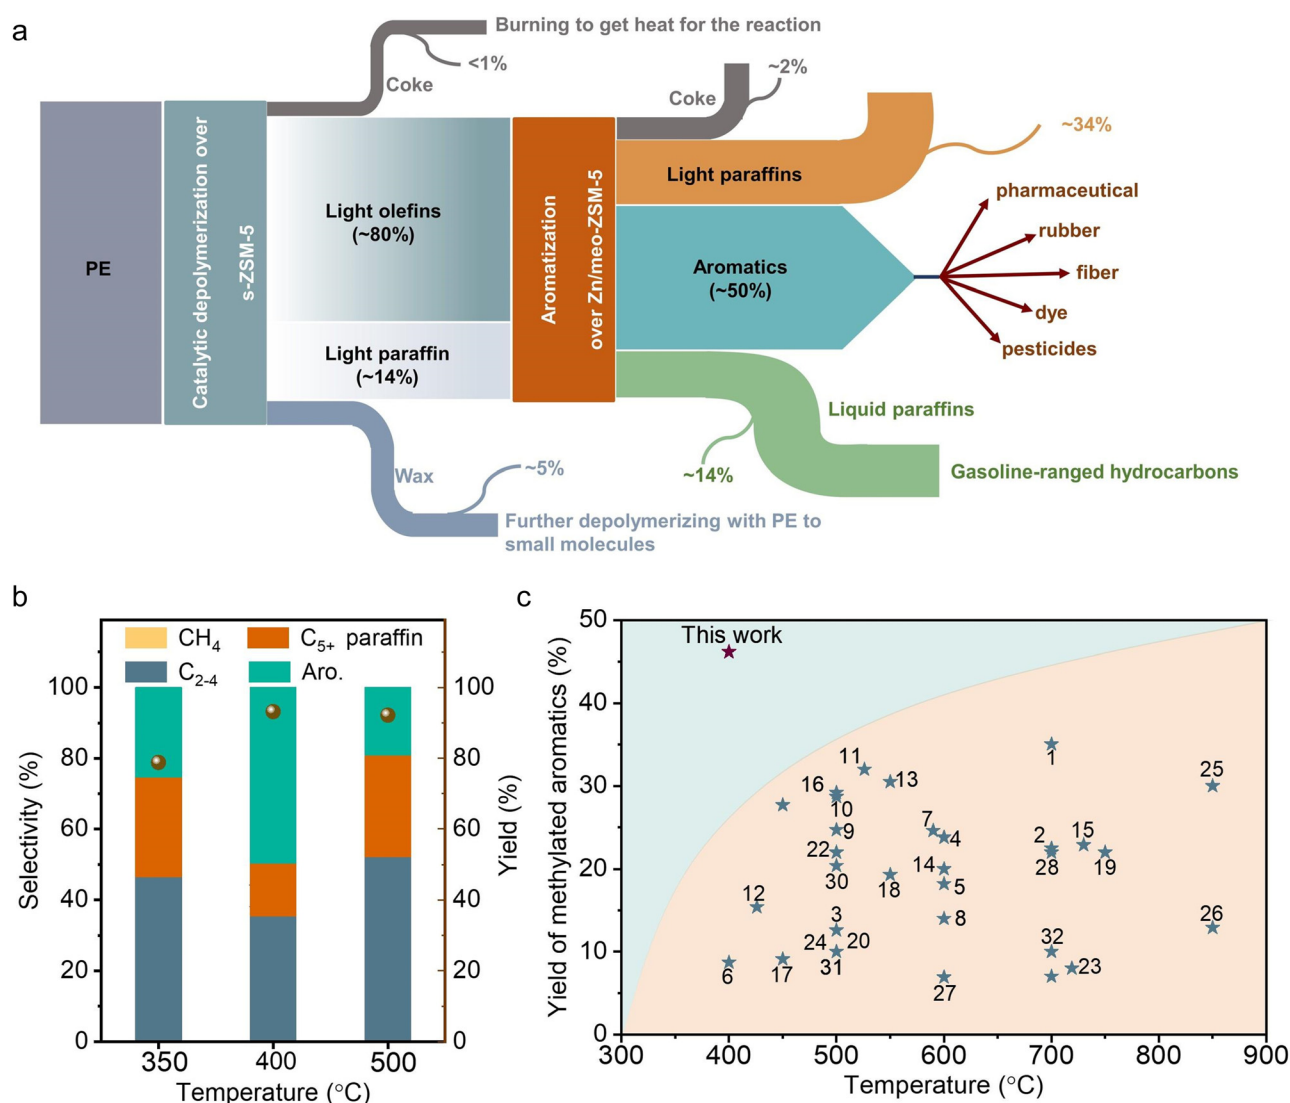 a
Burning to get heat for the reaction
<1%
Coke
~2%
Coke
~34%
PE
Catalytic depolymerization over
s-ZSM-5
Light olefins
(~80%)
Light paraffin
(~14%)
Aromatization
over Zn/meo-ZSM-5
Light paraffins
Aromatics
(~50%)
pharmaceutical
rubber
fiber
dye
pesticides
Liquid paraffins
~14%
Gasoline-ranged hydrocarbons
Wax
~5%
Further depolymerizing with PE to
small molecules
b
CH4
C5+ paraffin
C2-4
Aro.
Selectivity (%)
100
80
60
40
20
0
100
80
60
40
20
0
Yield (%)
350
400
500
Temperature (°C)
c
Yield of methylated aromatics (%)
50
40
30
20
10
0
This work
11
13
16
10
1
25
9
7
4
2
15
22
30
18
14
5
28
19
12
3
8
26
24
20
32
6
17
31
27
23
300
400
500
600
700
800
900
Temperature (°C)